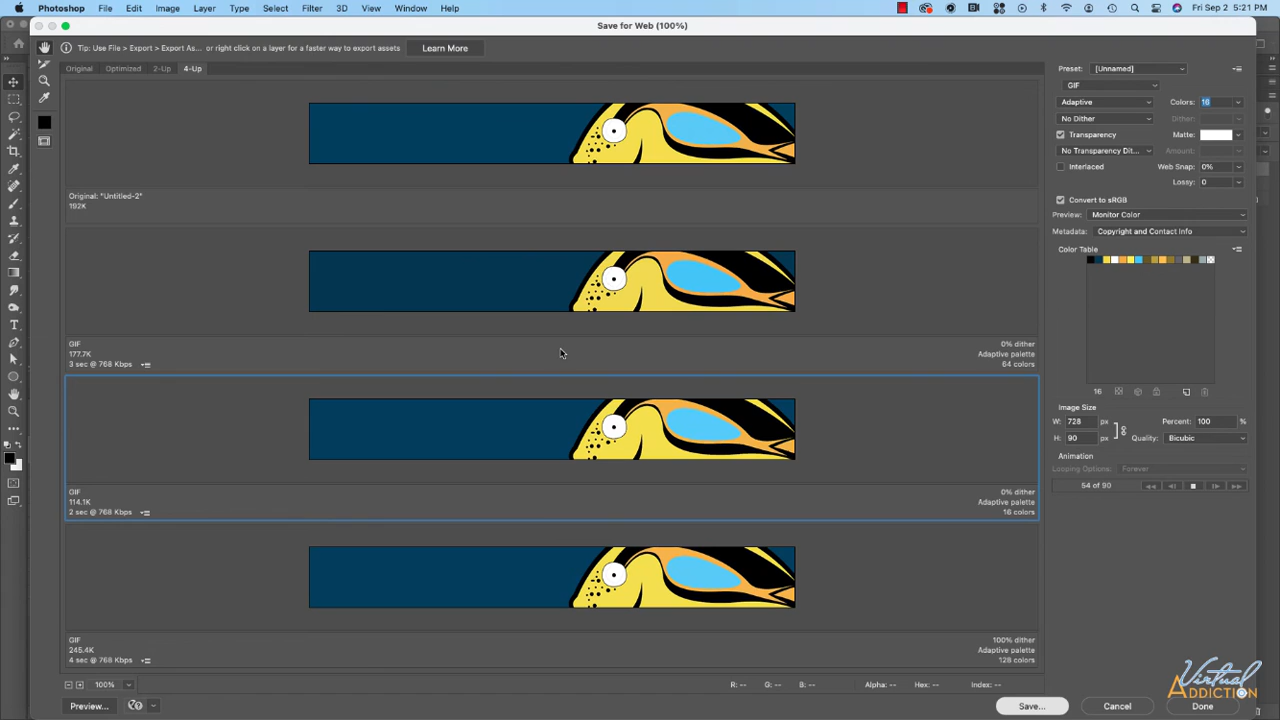 Photoshop File Edit Image Layer Type Select Filter 3D View Window Help Fri Sep 2 5:21 PM
Save for Web (100%)
Tip: Use File > Export > Export As... or right click on a layer for a faster way to export assets Learn More
Original Optimized 2-Up 4-Up
Original: "Untitled-2"
192K
GIF
177.7K
3 sec @ 768 Kbps
0% dither
Adaptive palette
64 colors
GIF
114.1K
2 sec @ 768 Kbps
0% dither
Adaptive palette
16 colors
GIF
245.4K
4 sec @ 768 Kbps
100% dither
Adaptive palette
128 colors
100% R: -- G: -- B: -- Alpha: -- Hex: -- Index: --
Preview... Save... Cancel Done
Preset: [Unnamed]
GIF
Adaptive Colors: 16
No Dither Dither:
Transparency Matte:
No Transparency Dit... Amount:
Interlaced Web Snap: 0%
Lossy: 0
Convert to sRGB
Preview: Monitor Color
Metadata: Copyright and Contact Info
Color Table
16
Image Size
W: 728 px Percent: 100 %
H: 90 px Quality: Bicubic
Animation
Looping Options: Forever
54 of 90
Virtual
ADDICTION